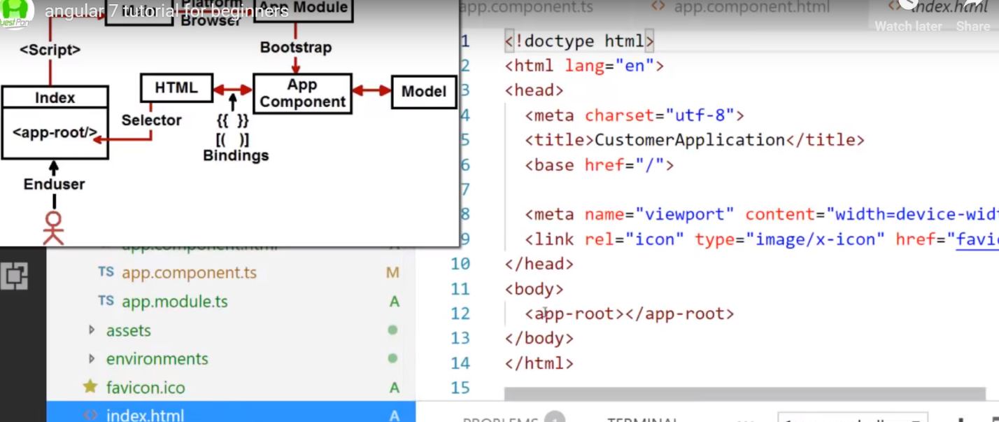 angular 7 tutorial for beginners
Platform
Browser
App Module
<Script>
Bootstrap
Index
HTML
App
Component
Model
<app-root/>
Selector
{{ }}
[( )]
Bindings
Enduser
app.component.html
TS app.component.ts M
TS app.module.ts A
assets
environments
favicon.ico A
index.html A
app.component.ts
app.component.html
index.html
Watch later
Share
1 <!doctype html>
2 <html lang="en">
3 <head>
4 <meta charset="utf-8">
5 <title>CustomerApplication</title>
6 <base href="/">
7
8 <meta name="viewport" content="width=device-widt
9 <link rel="icon" type="image/x-icon" href="favic
10 </head>
11 <body>
12 <app-root></app-root>
13 </body>
14 </html>
15
PROBLEMS 1
TERMINAL